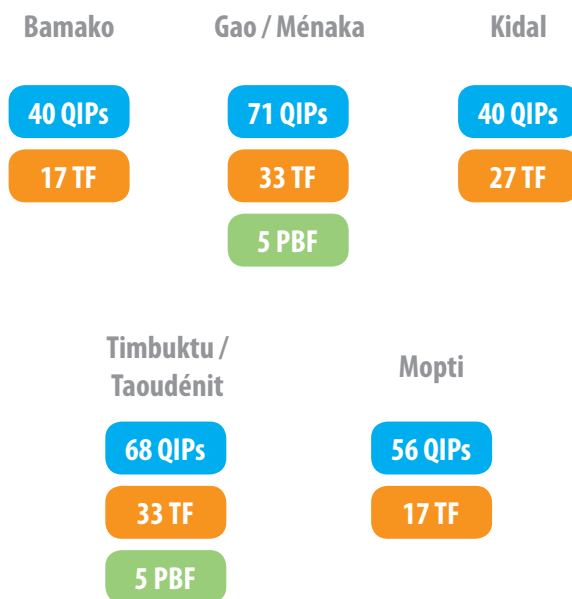 Bamako
40 QIPs
17 TF
Gao / Ménaka
71 QIPs
33 TF
5 PBF
Kidal
40 QIPs
27 TF
Timbuktu /
Taoudénit
68 QIPs
33 TF
5 PBF
Mopti
56 QIPs
17 TF